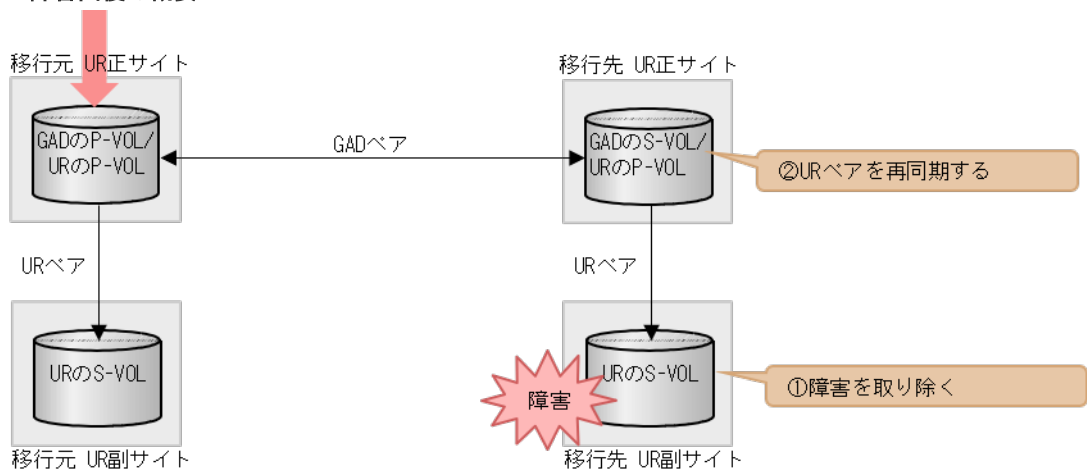 移行元 UR正サイト
移行先 UR正サイト
GADのP-VOL/
URのP-VOL
GADペア
GADのS-VOL/
URのP-VOL
②URペアを再同期する
URペア
URペア
URのS-VOL
障害
URのS-VOL
①障害を取り除く
移行元 UR副サイト
移行先 UR副サイト